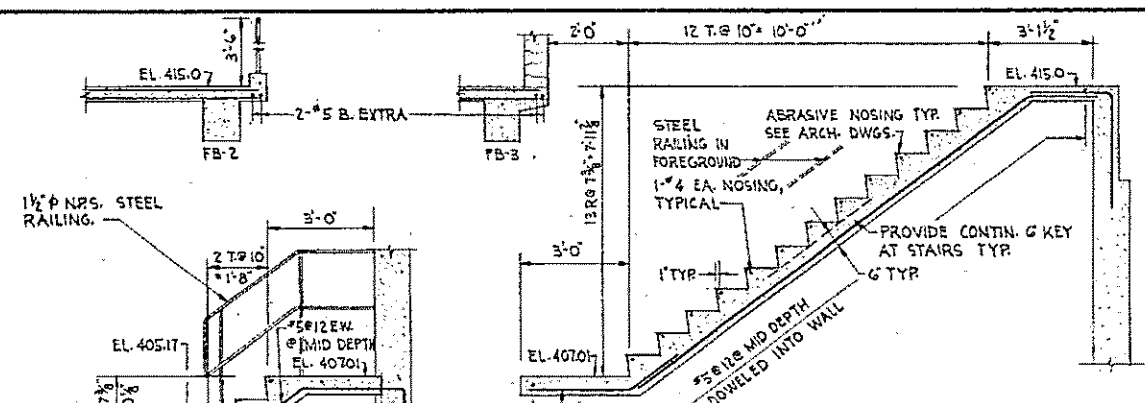 3'-6"
EL. 415.0
2-#5 B. EXTRA
FB-2
FB-3
2'-0"
12 T.@ 10"= 10'-0"
3'-1½"
EL. 415.0
13 R@ 7⅜"= 7'-11⅞"
STEEL
RAILING IN
FOREGROUND
ABRASIVE NOSING TYP.
SEE ARCH. DWGS.
1-#4 EA. NOSING,
TYPICAL
PROVIDE CONTIN. G KEY
AT STAIRS TYP.
6" TYP.
3'-0"
1" TYP.
EL. 407.01
#5@12@ MID DEPTH
DOWELED INTO WALL
1½"ϕ N.P.S. STEEL
RAILING.
3'-0"
2 T.@ 10"
= 1'-8"
#5@12 E.W.
@ MID DEPTH
EL. 407.01
EL. 405.17
7⅜"